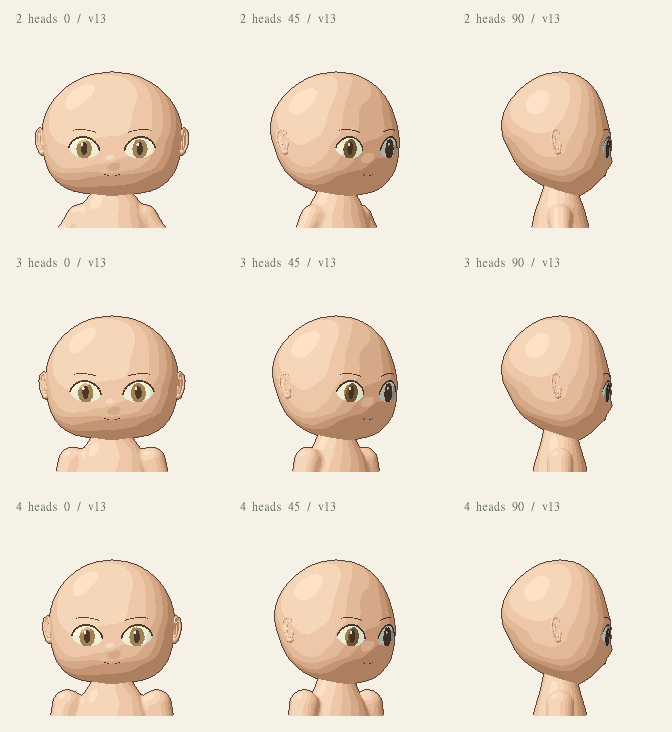 2 heads 0 / v13
2 heads 45 / v13
2 heads 90 / v13
3 heads 0 / v13
3 heads 45 / v13
3 heads 90 / v13
4 heads 0 / v13
4 heads 45 / v13
4 heads 90 / v13